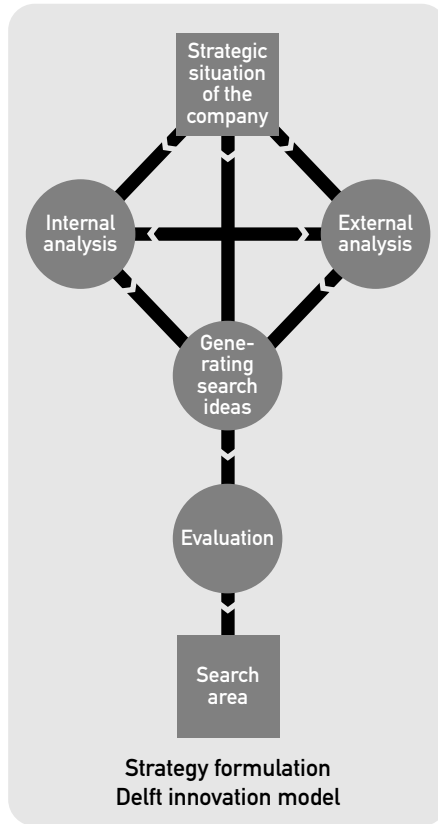 Strategic
situation
of the
company
Internal
analysis
External
analysis
Gene-
rating
search
ideas
Evaluation
Search
area
Strategy formulation
Delft innovation model